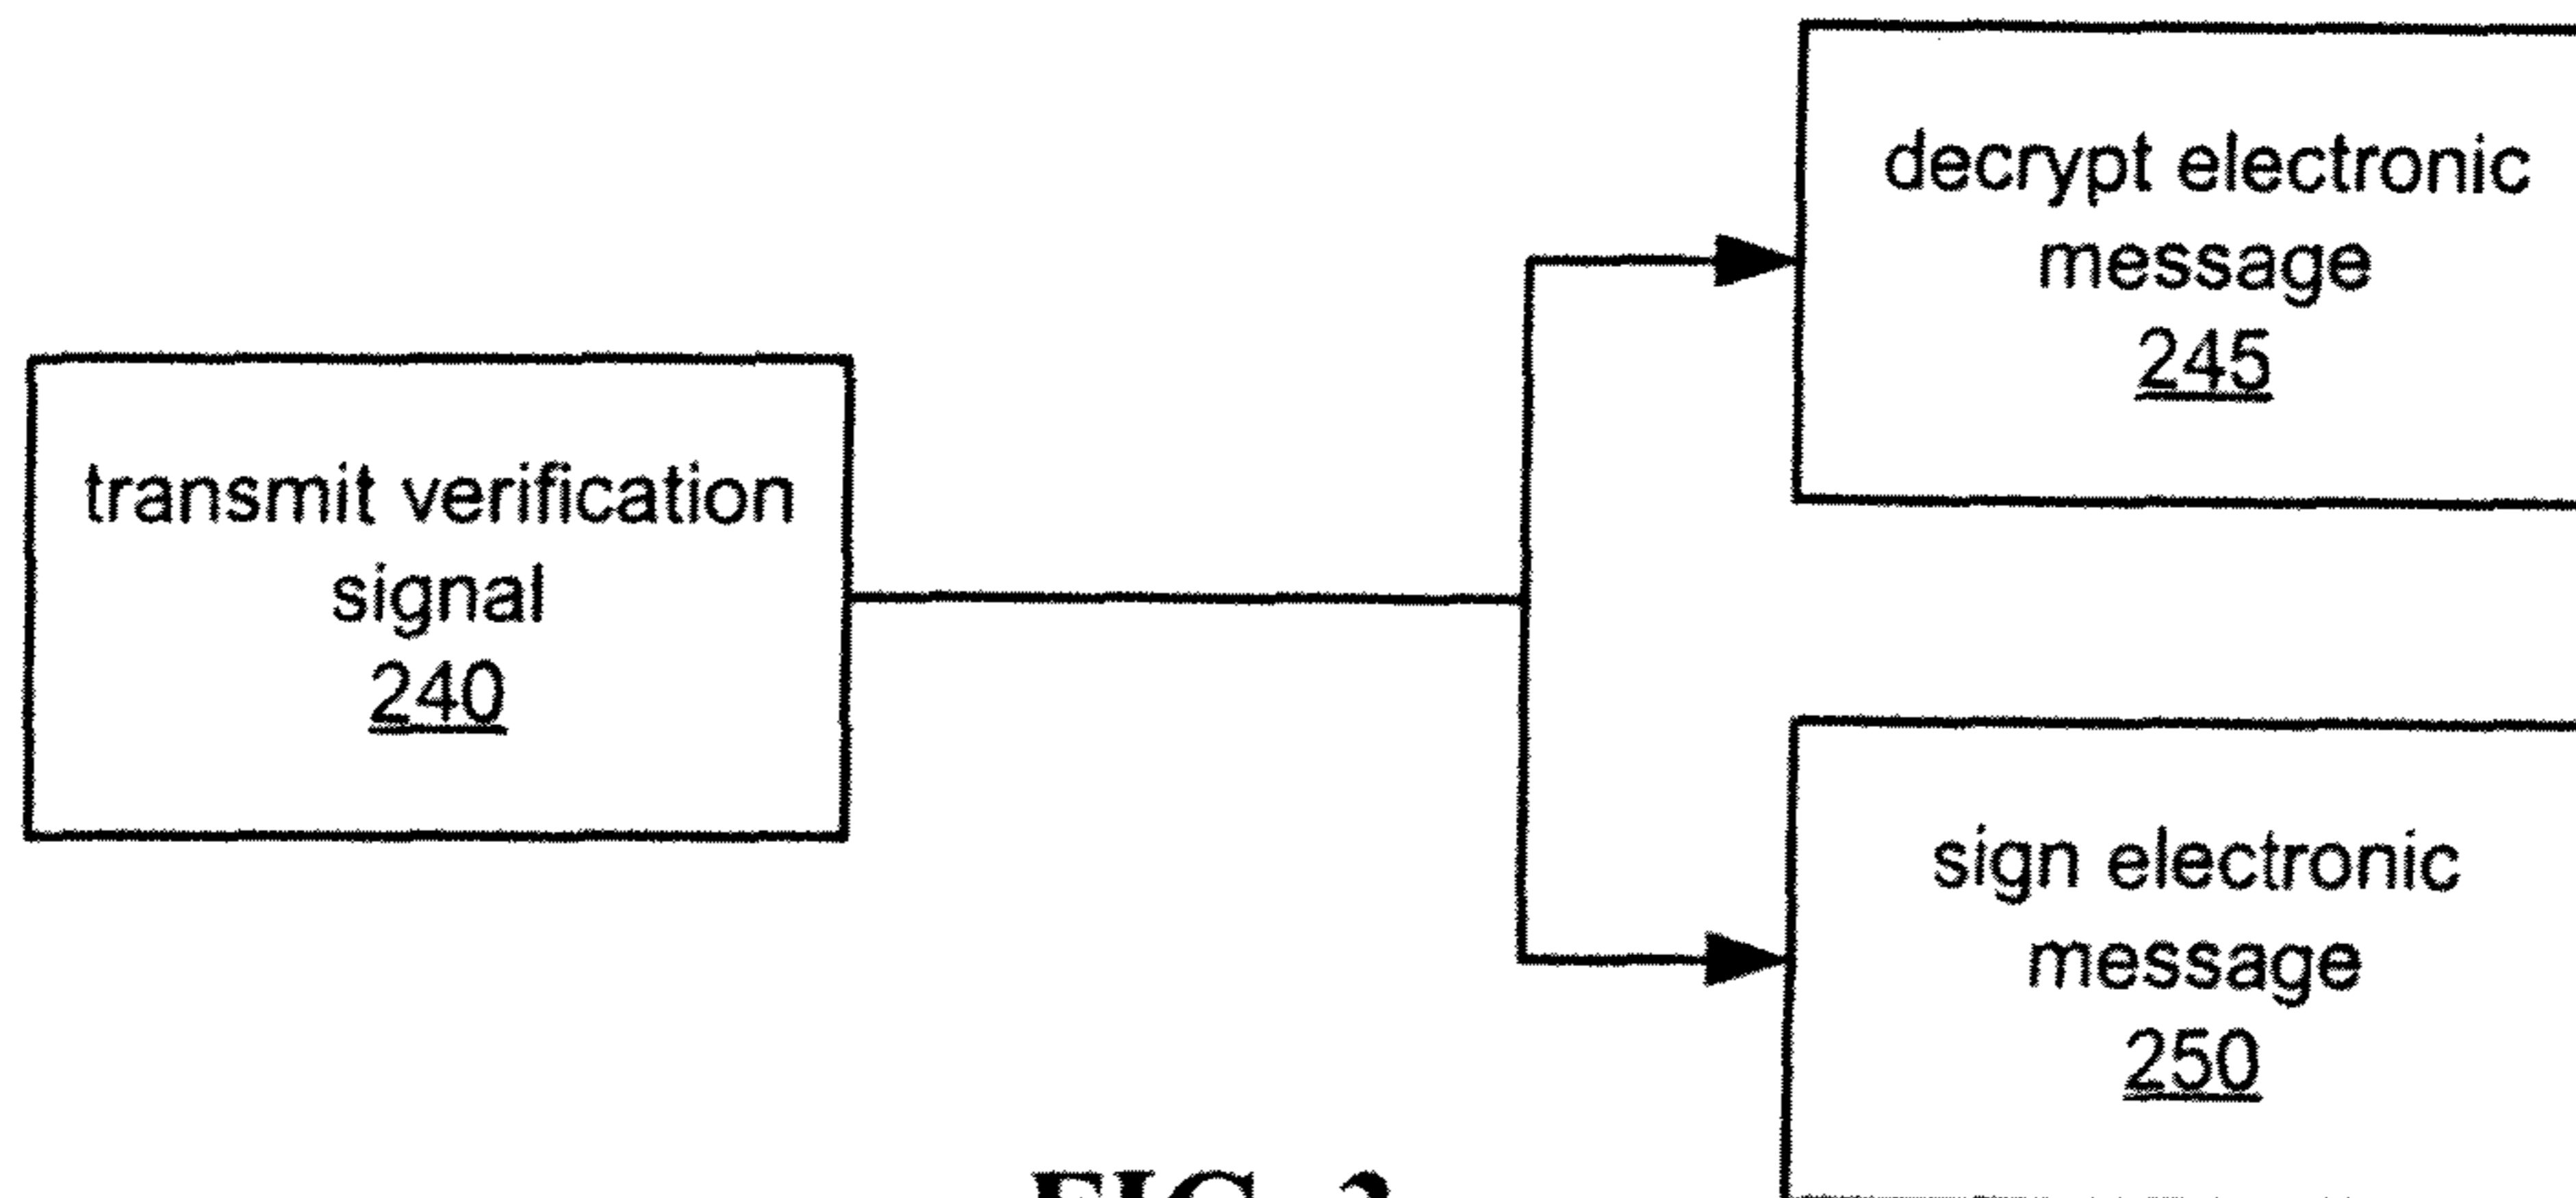 transmit verification
signal
240
decrypt electronic
message
245
sign electronic
message
250